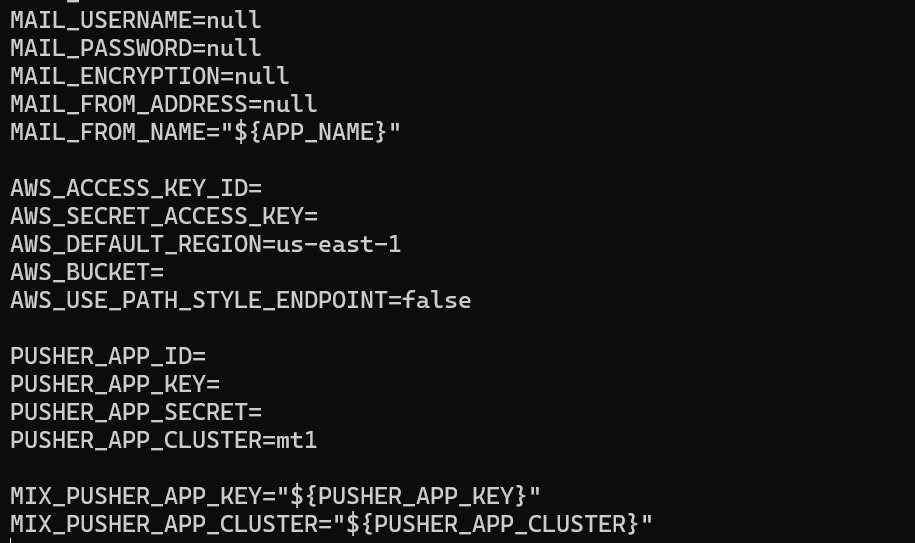 MAIL_USERNAME=null
MAIL_PASSWORD=null
MAIL_ENCRYPTION=null
MAIL_FROM_ADDRESS=null
MAIL_FROM_NAME="${APP_NAME}"
AWS_ACCESS_KEY_ID=
AWS_SECRET_ACCESS_KEY=
AWS_DEFAULT_REGION=us-east-1
AWS_BUCKET=
AWS_USE_PATH_STYLE_ENDPOINT=false
PUSHER_APP_ID=
PUSHER_APP_KEY=
PUSHER_APP_SECRET=
PUSHER_APP_CLUSTER=mt1
MIX_PUSHER_APP_KEY="${PUSHER_APP_KEY}"
MIX_PUSHER_APP_CLUSTER="${PUSHER_APP_CLUSTER}"